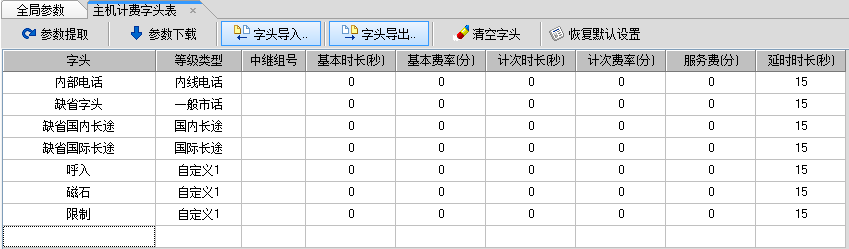 全局参数 主机计费字头表 ×
参数提取 参数下载 字头导入.. 字头导出.. 清空字头 恢复默认设置
字头 等级类型 中继组号 基本时长(秒) 基本费率(分) 计次时长(秒) 计次费率(分) 服务费(分) 延时时长(秒)
内部电话 内线电话 0 0 0 0 0 15
缺省字头 一般市话 0 0 0 0 0 15
缺省国内长途 国内长途 0 0 0 0 0 15
缺省国际长途 国际长途 0 0 0 0 0 15
呼入 自定义1 0 0 0 0 0 15
磁石 自定义1 0 0 0 0 0 15
限制 自定义1 0 0 0 0 0 15